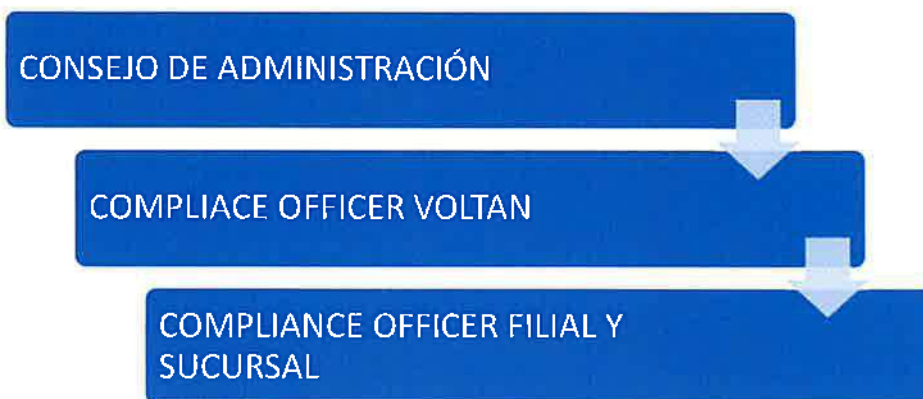 CONSEJO DE ADMINISTRACIÓN
COMPLIACE OFFICER VOLTAN
COMPLIANCE OFFICER FILIAL Y
SUCURSAL